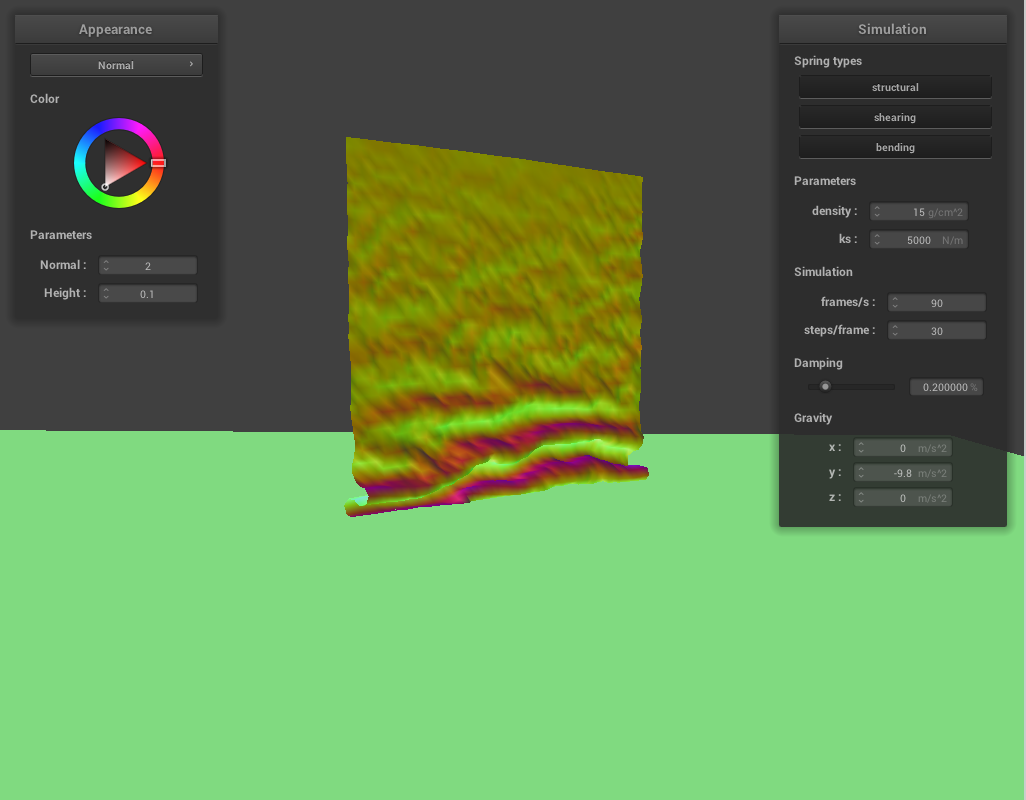 Appearance
Normal ›
Color
Parameters
Normal : 2
Height : 0.1
Simulation
Spring types
structural
shearing
bending
Parameters
density : 15 g/cm^2
ks : 5000 N/m
Simulation
frames/s : 90
steps/frame : 30
Damping
0.200000 %
Gravity
x : 0 m/s^2
y : -9.8 m/s^2
z : 0 m/s^2